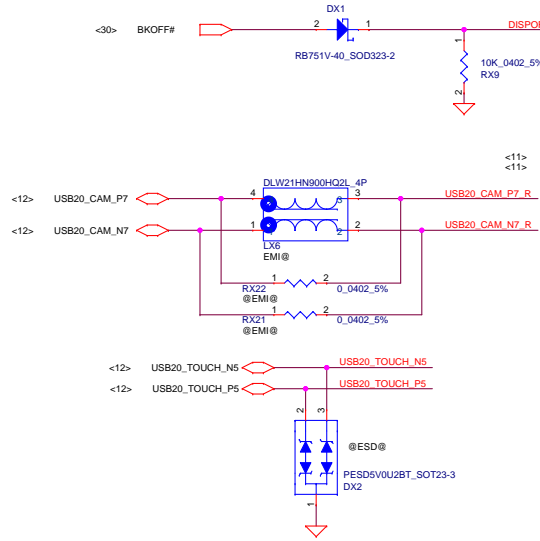 DX1
<30> BKOFF# 2 1 DISPO
RB751V-40_SOD323-2
1
10K_0402_5%
RX9
2
<11>
<11>
DLW21HN900HQ2L_4P
<12> USB20_CAM_P7 4 3 3 USB20_CAM_P7_R
<12> USB20_CAM_N7 1 2 2 USB20_CAM_N7_R
LX6
EMI@
1 2
RX22 0_0402_5%
@EMI@
1 2
RX21 0_0402_5%
@EMI@
<12> USB20_TOUCH_N5 USB20_TOUCH_N5
<12> USB20_TOUCH_P5 USB20_TOUCH_P5
2 3
@ESD@
PESD5V0U2BT_SOT23-3
DX2
1